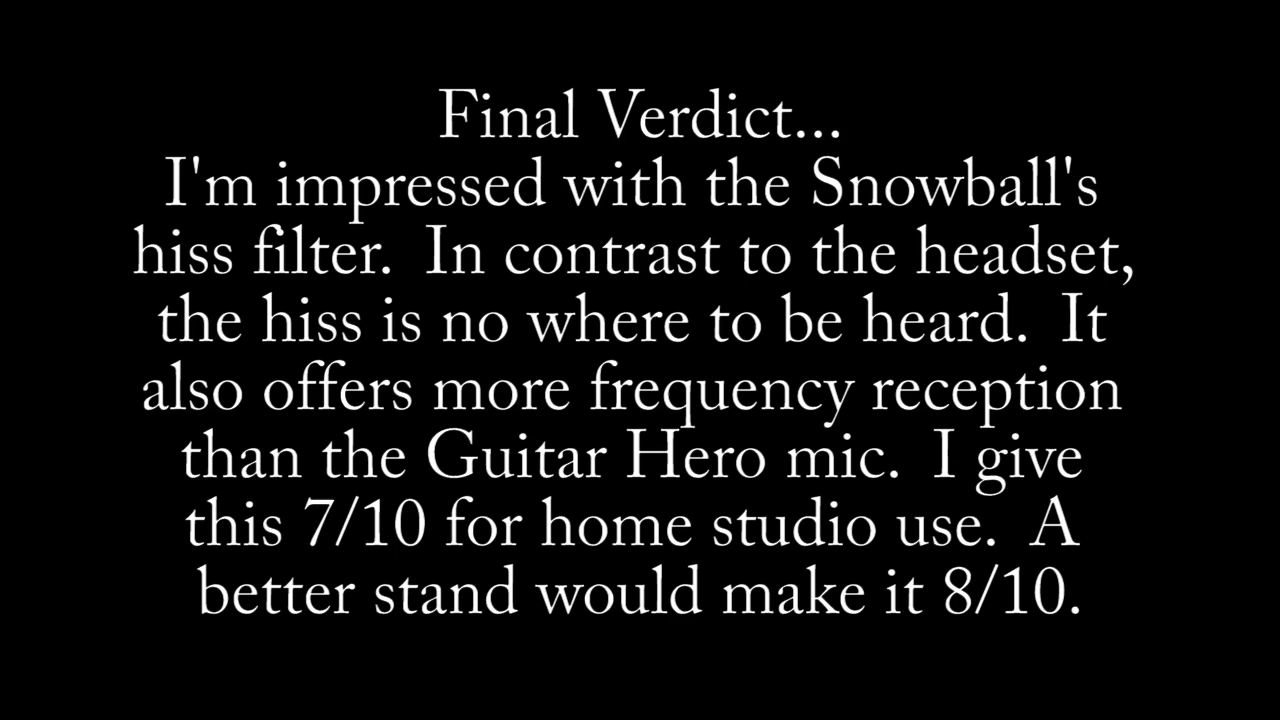 Final Verdict...
I'm impressed with the Snowball's
hiss filter.  In contrast to the headset,
the hiss is no where to be heard.  It
also offers more frequency reception
than the Guitar Hero mic.  I give
this 7/10 for home studio use.  A
better stand would make it 8/10.